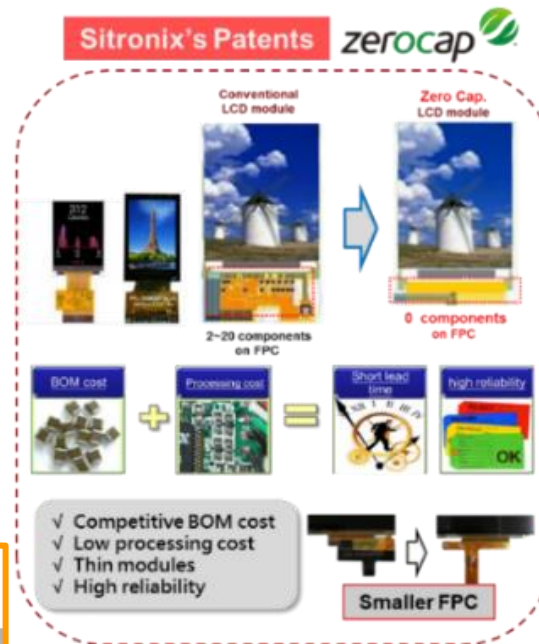 Sitronix's Patents
zerocap
Conventional
LCD module
Zero Cap.
LCD module
312
2~20 components
on FPC
0 components
on FPC
BOM cost
Processing cost
Short lead
time
high reliability
+
=
OK
√ Competitive BOM cost
√ Low processing cost
√ Thin modules
√ High reliability
Smaller FPC